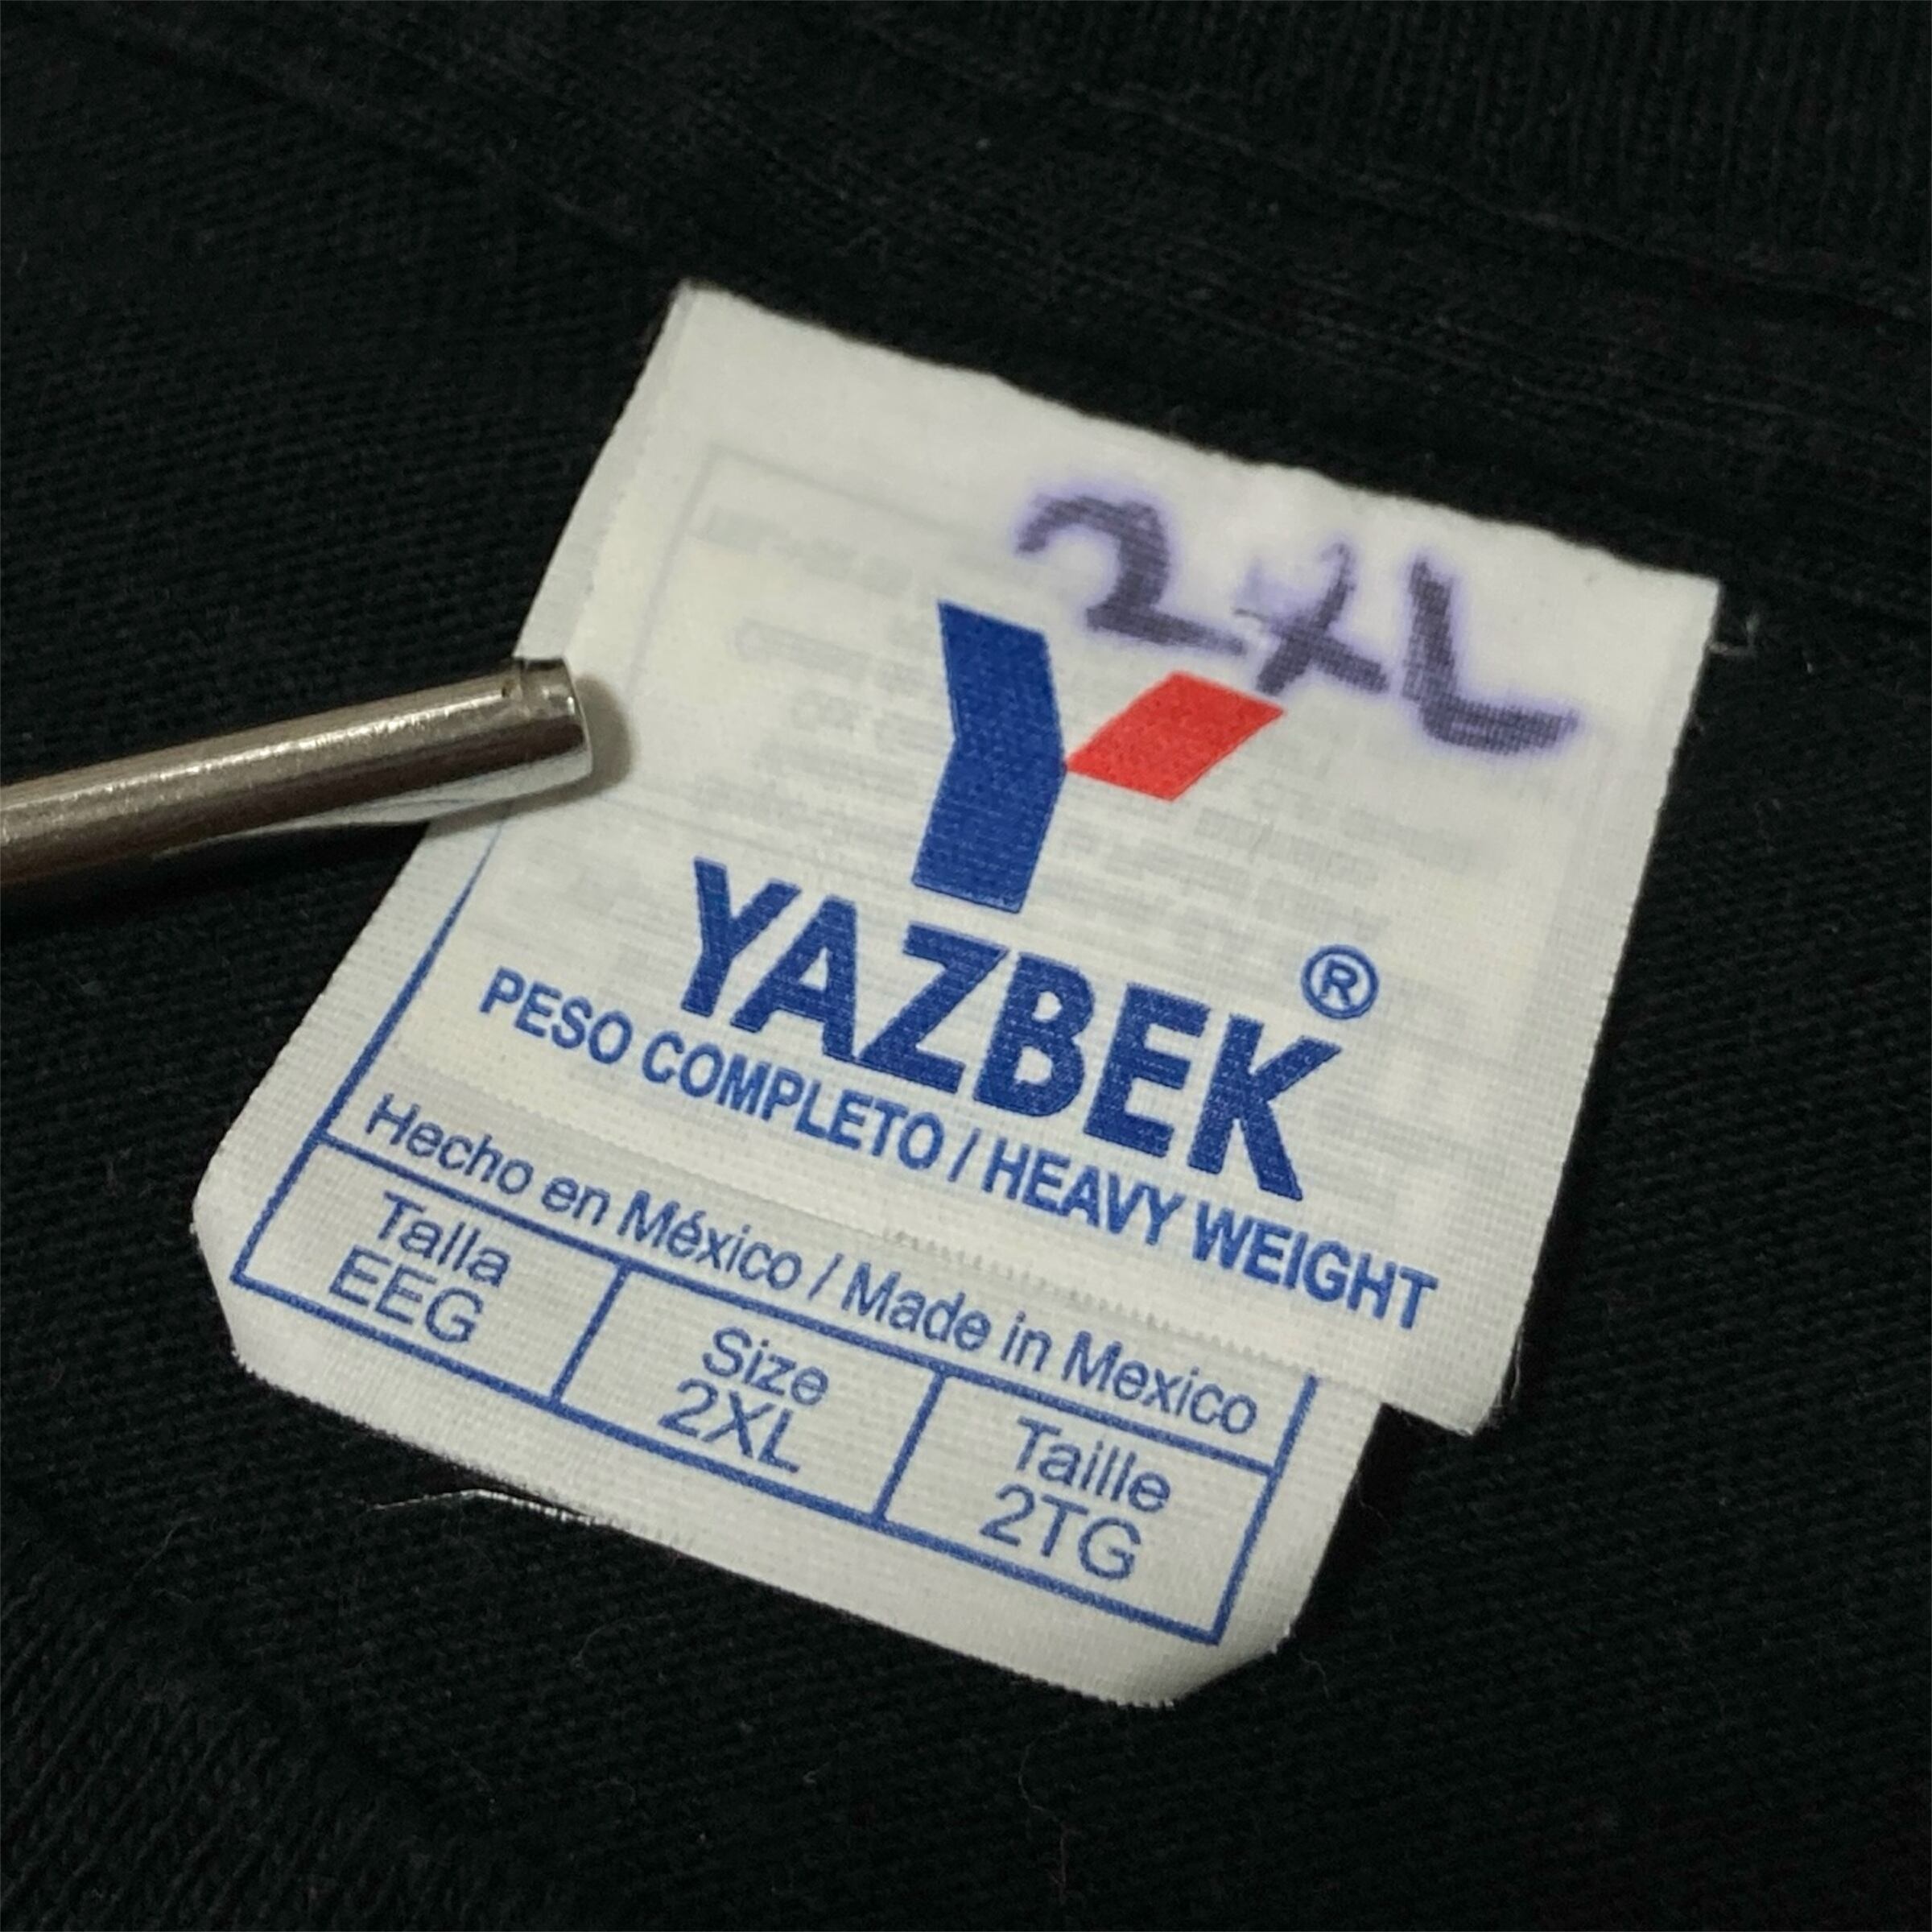 2XL
YAZBEK®
PESO COMPLETO / HEAVY WEIGHT
Hecho en México / Made in Mexico
Talla
EEG
Size
2XL
Taille
2TG